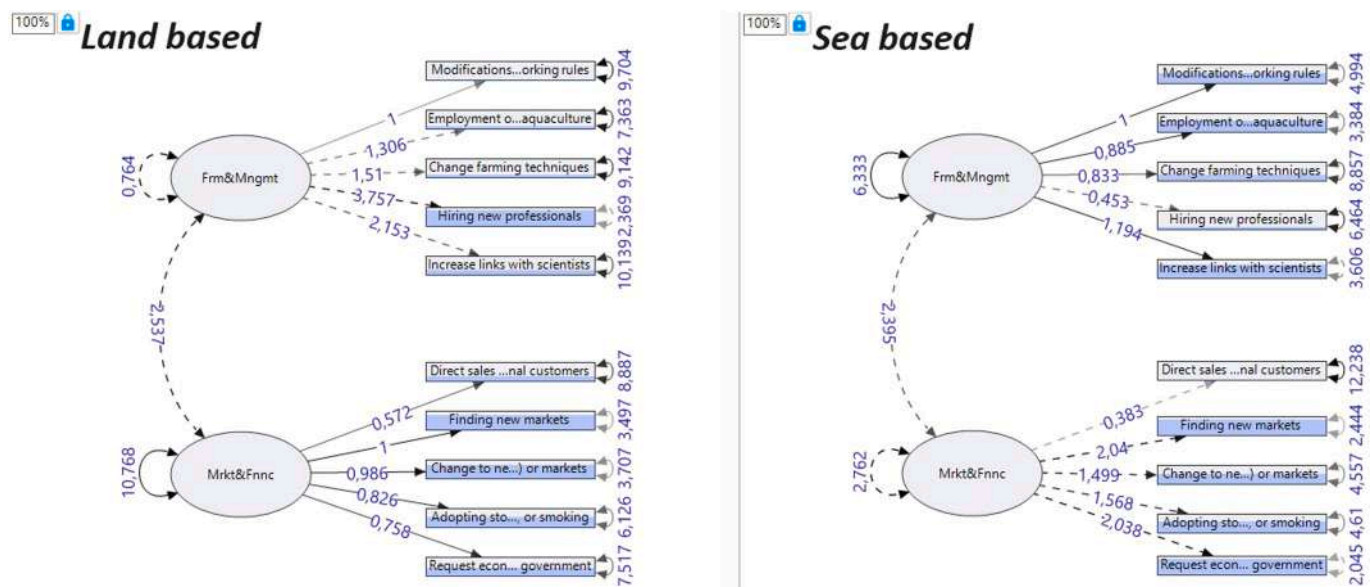 100%
Land based
Modifications...orking rules
9,704
1
Employment o...aquaculture
7,363
1,306
0,764
Frm&Mngmt
Change farming techniques
9,142
1,51
3,757
Hiring new professionals
2,369
2,153
Increase links with scientists
10,139
2,537
Direct sales ...nal customers
8,887
0,572
Finding new markets
3,497
1
10,768
Mrkt&Fnnc
0,986
Change to ne...) or markets
3,707
0,826
Adopting sto..., or smoking
6,126
0,758
Request econ... government
7,517
100%
Sea based
Modifications...orking rules
4,994
1
Employment o...aquaculture
3,384
0,885
6,333
Frm&Mngmt
0,833
Change farming techniques
8,857
-0,453
Hiring new professionals
6,464
1,194
Increase links with scientists
3,606
2,395
Direct sales ...nal customers
12,238
0,383
Finding new markets
2,444
2,04
2,762
Mrkt&Fnnc
1,499
Change to ne...) or markets
4,557
1,568
Adopting sto..., or smoking
4,61
2,038
Request econ... government
2,045